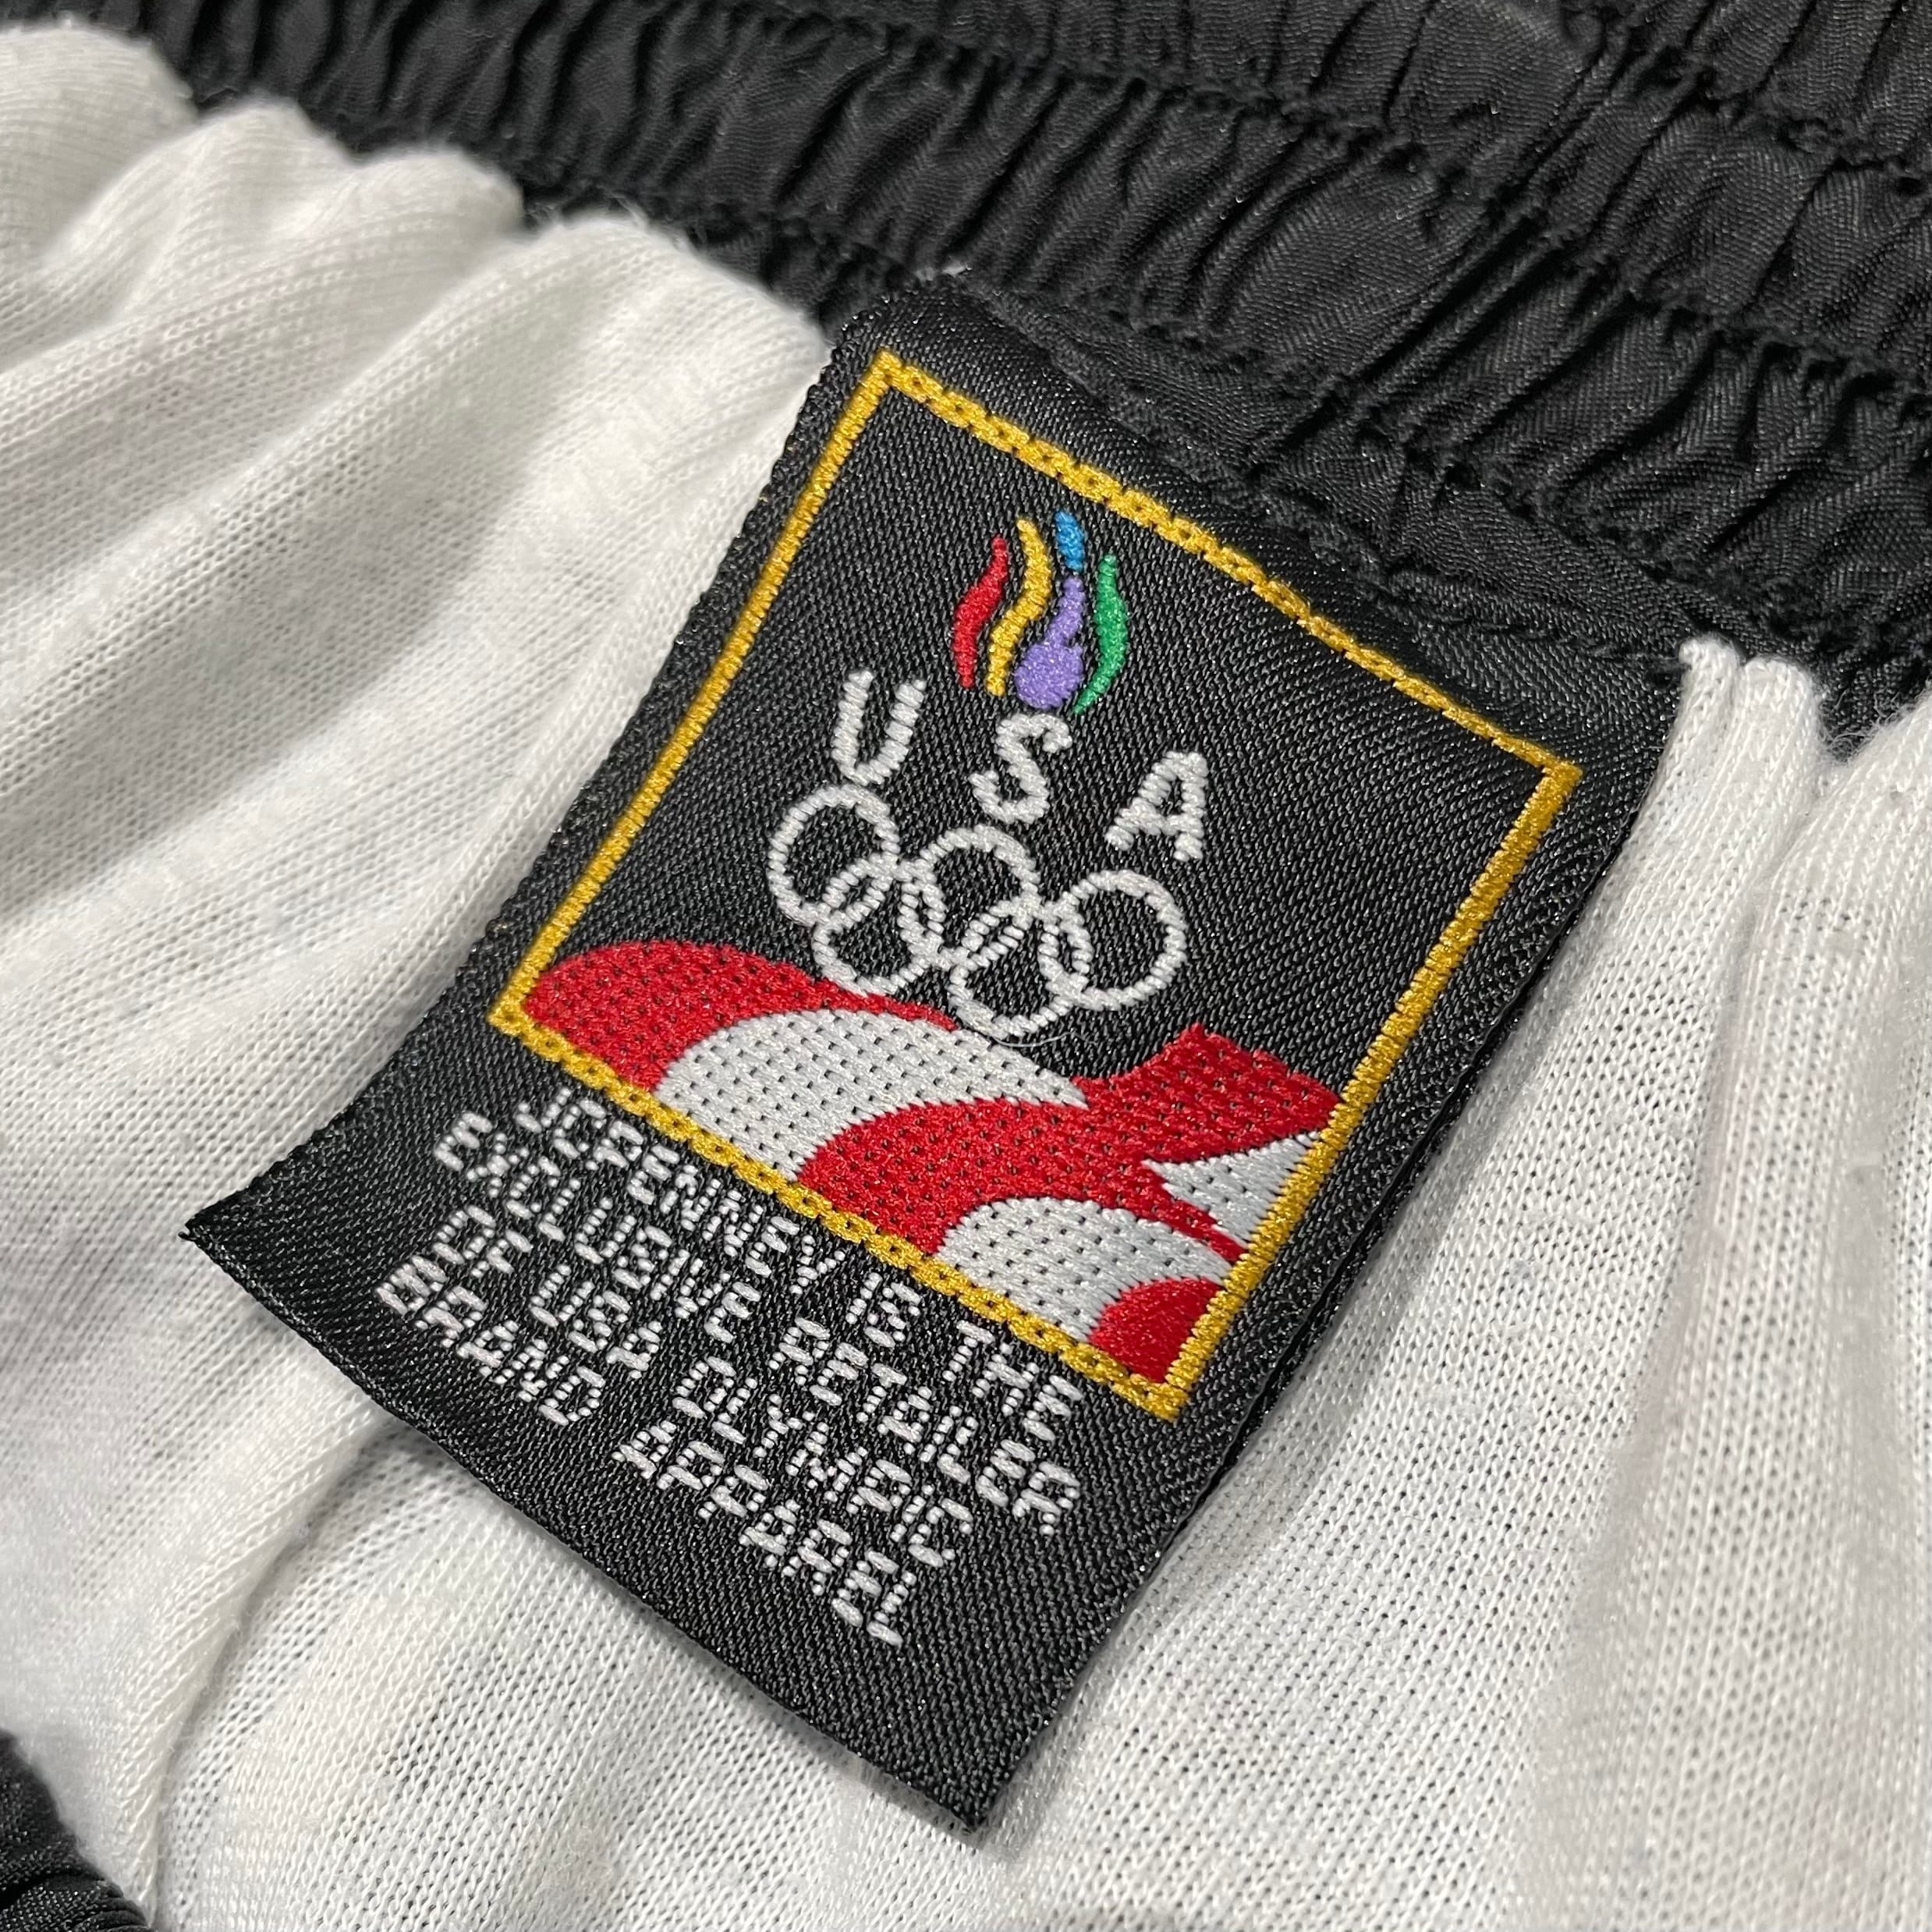 USA
JCPENNEY IS THE
EXCLUSIVE RETAILER
OF USA OLYMPIC
BRAND APPAREL